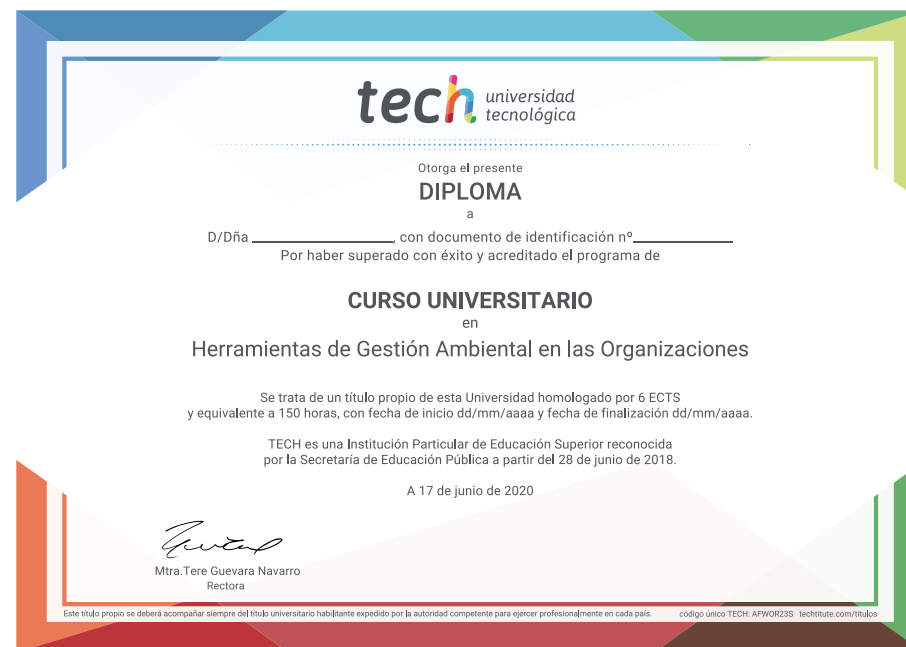 tech universidad
tecnológica
Otorga el presente
DIPLOMA
a
D/Dña ____________________, con documento de identificación nº______________
Por haber superado con éxito y acreditado el programa de
CURSO UNIVERSITARIO
en
Herramientas de Gestión Ambiental en las Organizaciones
Se trata de un título propio de esta Universidad homologado por 6 ECTS
y equivalente a 150 horas, con fecha de inicio dd/mm/aaaa y fecha de finalización dd/mm/aaaa.
TECH es una Institución Particular de Educación Superior reconocida
por la Secretaría de Educación Pública a partir del 28 de junio de 2018.
A 17 de junio de 2020
Mtra.Tere Guevara Navarro
Rectora
Este título propio se deberá acompañar siempre del título universitario habilitante expedido por la autoridad competente para ejercer profesionalmente en cada país. código único TECH: AFWOR23S techtitute.com/titulos